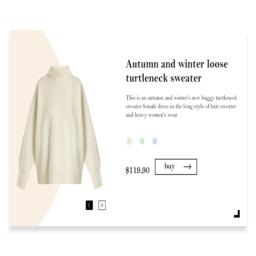 Autumn and winter loose
turtleneck sweater
This is an autumn and winter's new baggy turtleneck
sweater female dress in the long style of knit sweater
and heavy women's wear
$119.90
buy